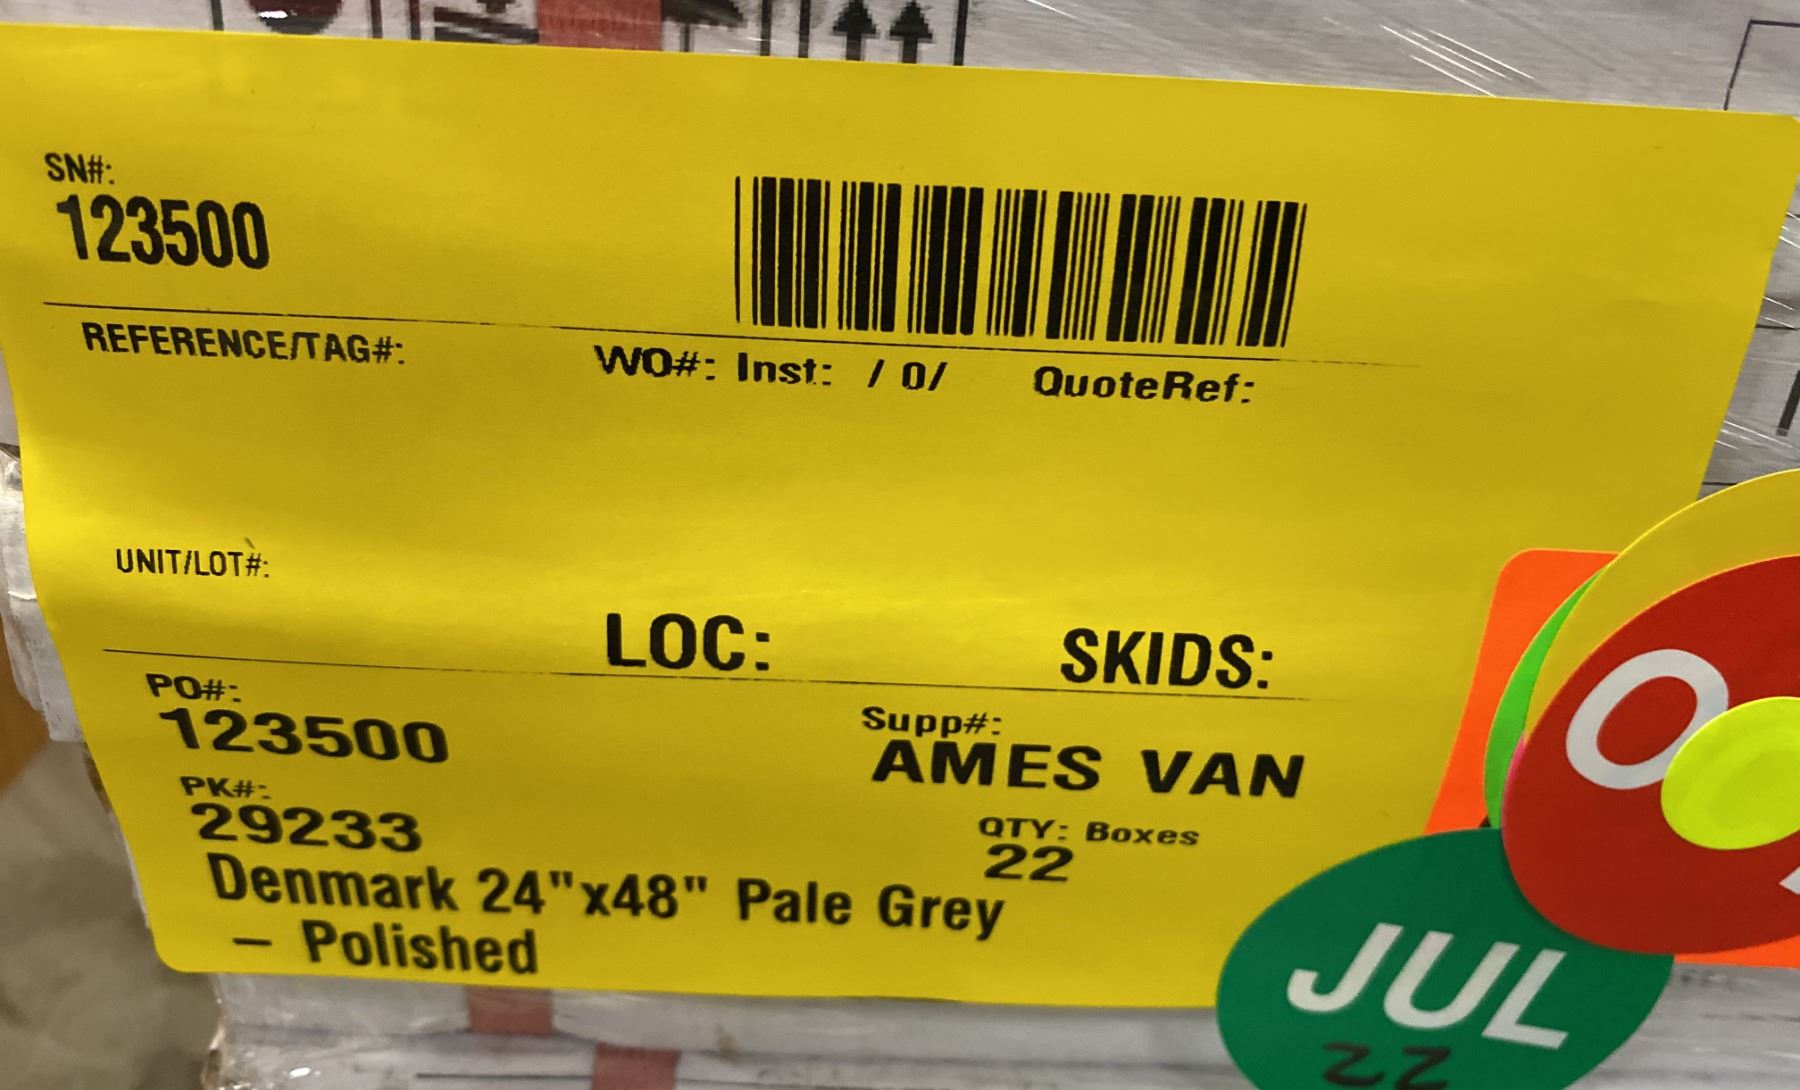 SN#:
123500
REFERENCE/TAG#:
WO#: Inst: / 0/ QuoteRef:
UNIT/LOT#:
LOC: SKIDS:
PO#:
123500
Supp#:
AMES VAN
PK#:
29233
QTY: Boxes
22
Denmark 24"x48" Pale Grey
– Polished
JUL
22